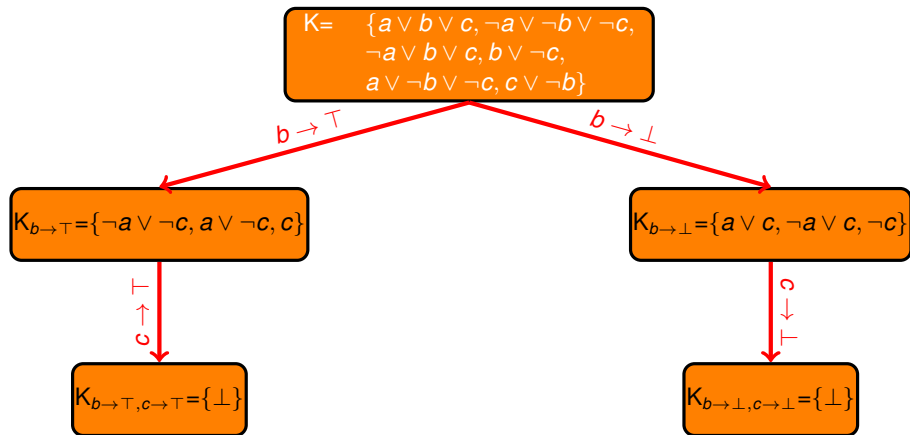 K= {a ∨ b ∨ c, ¬a ∨ ¬b ∨ ¬c,
¬a ∨ b ∨ c, b ∨ ¬c,
a ∨ ¬b ∨ ¬c, c ∨ ¬b}
b → ⊤
b → ⊥
K_{b→⊤}={¬a ∨ ¬c, a ∨ ¬c, c}
K_{b→⊥}={a ∨ c, ¬a ∨ c, ¬c}
c → ⊤
c → ⊥
K_{b→⊤,c→⊤}={⊥}
K_{b→⊥,c→⊥}={⊥}